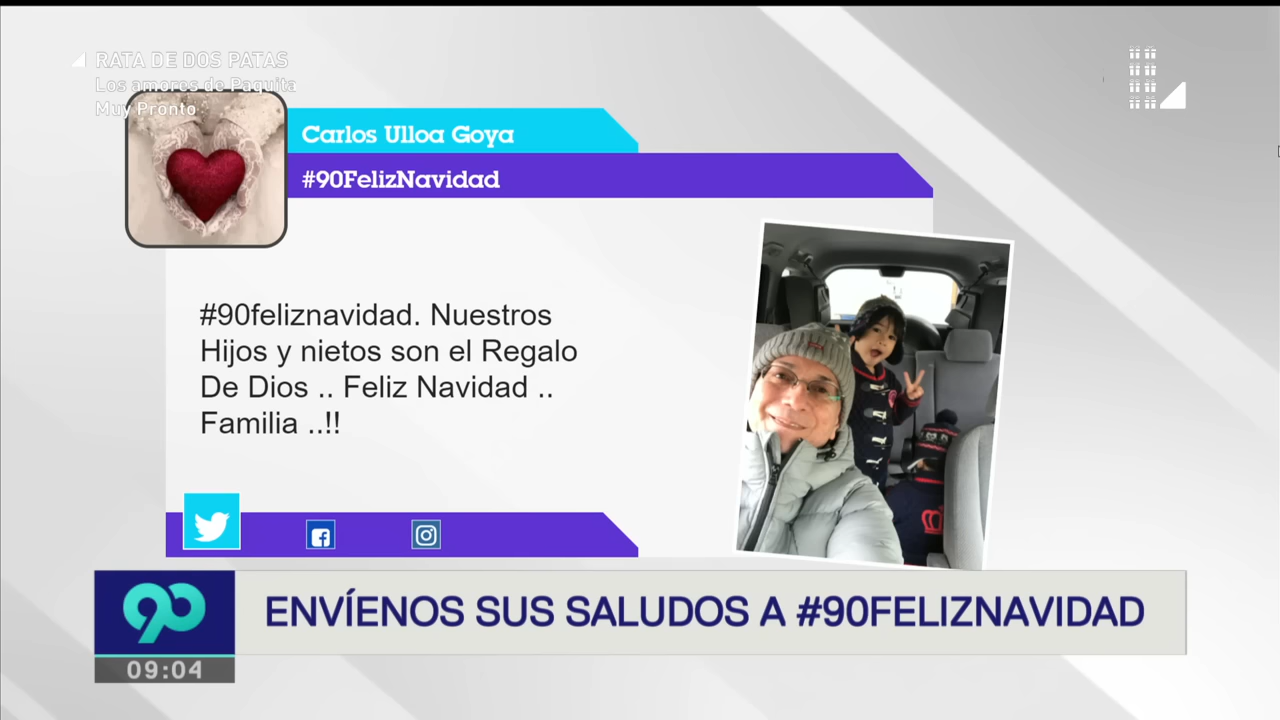 RATA DE DOS PATAS
Los amores de Paquita
Muy Pronto
Carlos Ulloa Goya
#90FelizNavidad
#90feliznavidad. Nuestros
Hijos y nietos son el Regalo
De Dios .. Feliz Navidad ..
Familia ..!!
90
ENVÍENOS SUS SALUDOS A #90FELIZNAVIDAD
09:04